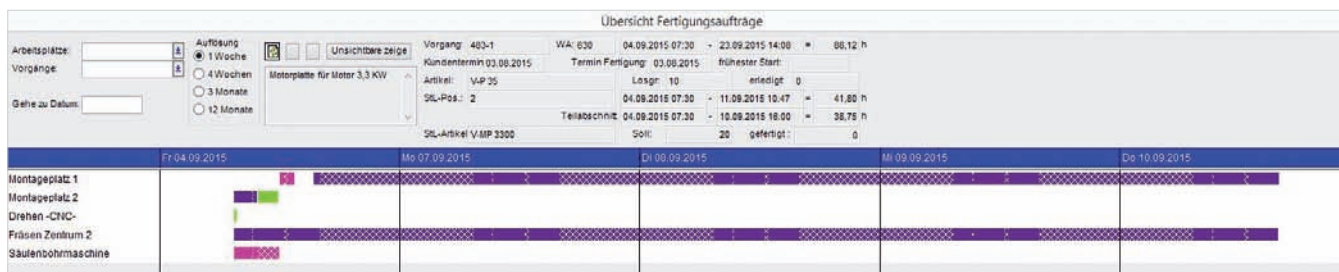 Übersicht Fertigungsaufträge
Arbeitsplätze:
Vorgänge:
Gehe zu Datum:
Auflösung
1 Woche
4 Wochen
3 Monate
12 Monate
Unsichtbare zeige
Motorplatte für Motor 3,3 KW
Vorgang: 463-1 WA: 630 04.09.2015 07:30 - 23.09.2015 14:08 = 86,12 h
Kundentermin 03.08.2015 Termin Fertigung: 03.08.2015 frühester Start:
Artikel: V-P 35 Losgr: 10 erledigt: 0
StL-Pos.: 2 04.09.2015 07:30 - 11.09.2015 10:47 = 41,80 h
Teilabschnitt: 04.09.2015 07:30 - 10.09.2015 16:00 = 38,75 h
StL-Artikel V-MP 3300 Soll: 20 gefertigt: 0
Fr 04.09.2015 Mo 07.09.2015 Di 08.09.2015 Mi 09.09.2015 Do 10.09.2015
Montageplatz 1
Montageplatz 2
Drehen -CNC-
Fräsen Zentrum 2
Säulenbohrmaschine